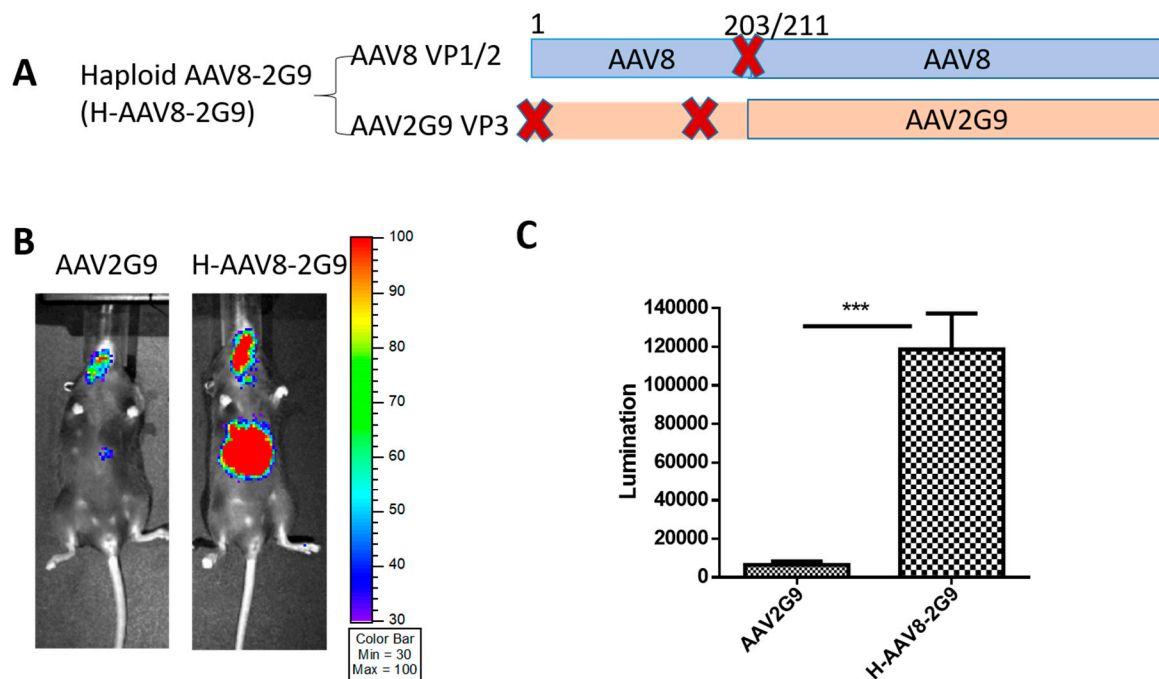 A
Haploid AAV8-2G9
(H-AAV8-2G9)
AAV8 VP1/2
AAV2G9 VP3
1
203/211
AAV8
AAV8
AAV2G9
B
AAV2G9
H-AAV8-2G9
100
90
80
70
60
50
40
30
Color Bar
Min = 30
Max = 100
C
Lumination
140000
120000
100000
80000
60000
40000
20000
0
***
AAV2G9
H-AAV8-2G9